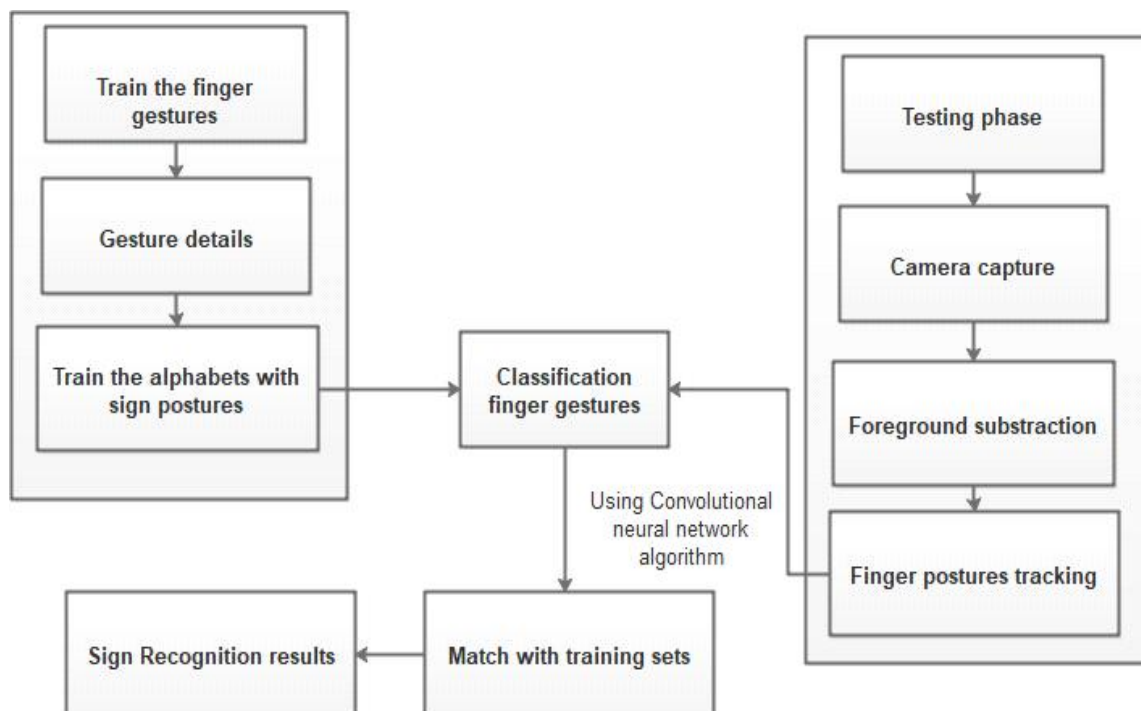 Train the finger
gestures
Gesture details
Train the alphabets with
sign postures
Classification
finger gestures
Using Convolutional
neural network
algorithm
Match with training sets
Sign Recognition results
Testing phase
Camera capture
Foreground substraction
Finger postures tracking